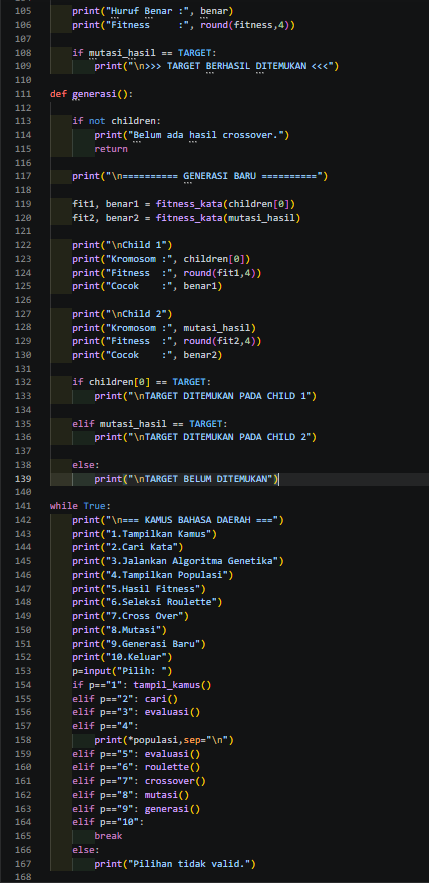 105 print("Huruf Benar :", benar)
106 print("Fitness     :", round(fitness,4))
107
108 if mutasi_hasil == TARGET:
109 print("\n>>> TARGET BERHASIL DITEMUKAN <<<")
110
111 def generasi():
112
113 if not children:
114 print("Belum ada hasil crossover.")
115 return
116
117 print("\n========== GENERASI BARU ==========")
118
119 fit1, benar1 = fitness_kata(children[0])
120 fit2, benar2 = fitness_kata(mutasi_hasil)
121
122 print("\nChild 1")
123 print("Kromosom :", children[0])
124 print("Fitness  :", round(fit1,4))
125 print("Cocok    :", benar1)
126
127 print("\nChild 2")
128 print("Kromosom :", mutasi_hasil)
129 print("Fitness  :", round(fit2,4))
130 print("Cocok    :", benar2)
131
132 if children[0] == TARGET:
133 print("\nTARGET DITEMUKAN PADA CHILD 1")
134
135 elif mutasi_hasil == TARGET:
136 print("\nTARGET DITEMUKAN PADA CHILD 2")
137
138 else:
139 print("\nTARGET BELUM DITEMUKAN")
140
141 while True:
142 print("\n=== KAMUS BAHASA DAERAH ===")
143 print("1.Tampilkan Kamus")
144 print("2.Cari Kata")
145 print("3.Jalankan Algoritma Genetika")
146 print("4.Tampilkan Populasi")
147 print("5.Hasil Fitness")
148 print("6.Seleksi Roulette")
149 print("7.Cross Over")
150 print("8.Mutasi")
151 print("9.Generasi Baru")
152 print("10.Keluar")
153 p=input("Pilih: ")
154 if p=="1": tampil_kamus()
155 elif p=="2": cari()
156 elif p=="3": evaluasi()
157 elif p=="4":
158 print(*populasi,sep="\n")
159 elif p=="5": evaluasi()
160 elif p=="6": roulette()
161 elif p=="7": crossover()
162 elif p=="8": mutasi()
163 elif p=="9": generasi()
164 elif p=="10":
165 break
166 else:
167 print("Pilihan tidak valid.")
168